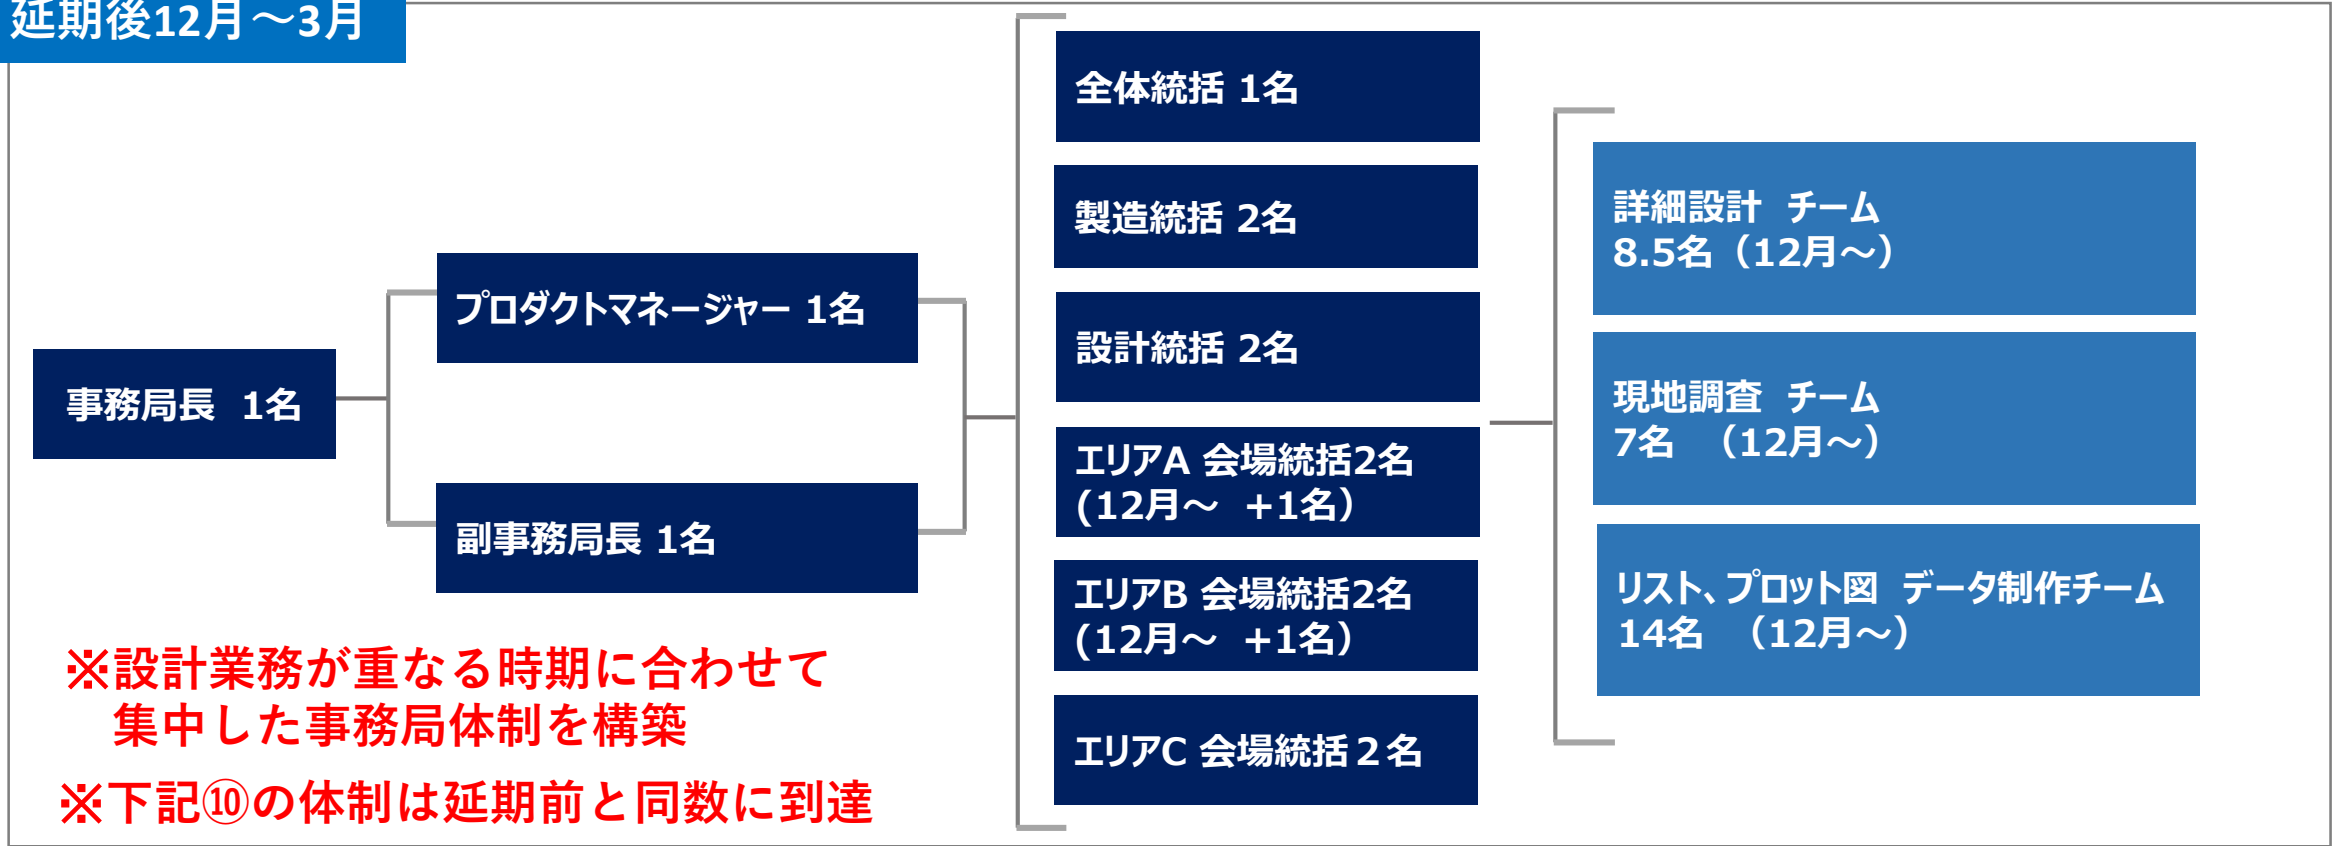 延期後12月～3月
事務局長　1名
プロダクトマネージャー 1名
副事務局長 1名
全体統括 1名
製造統括 2名
設計統括 2名
エリアA 会場統括2名
(12月～　+1名）
エリアB 会場統括2名
(12月～　+1名）
エリアC 会場統括２名
詳細設計　チーム
8.5名（12月～）
現地調査　チーム
7名　（12月～）
リスト、プロット図　データ制作チーム
14名　（12月～）
※設計業務が重なる時期に合わせて
集中した事務局体制を構築
※下記⑩の体制は延期前と同数に到達